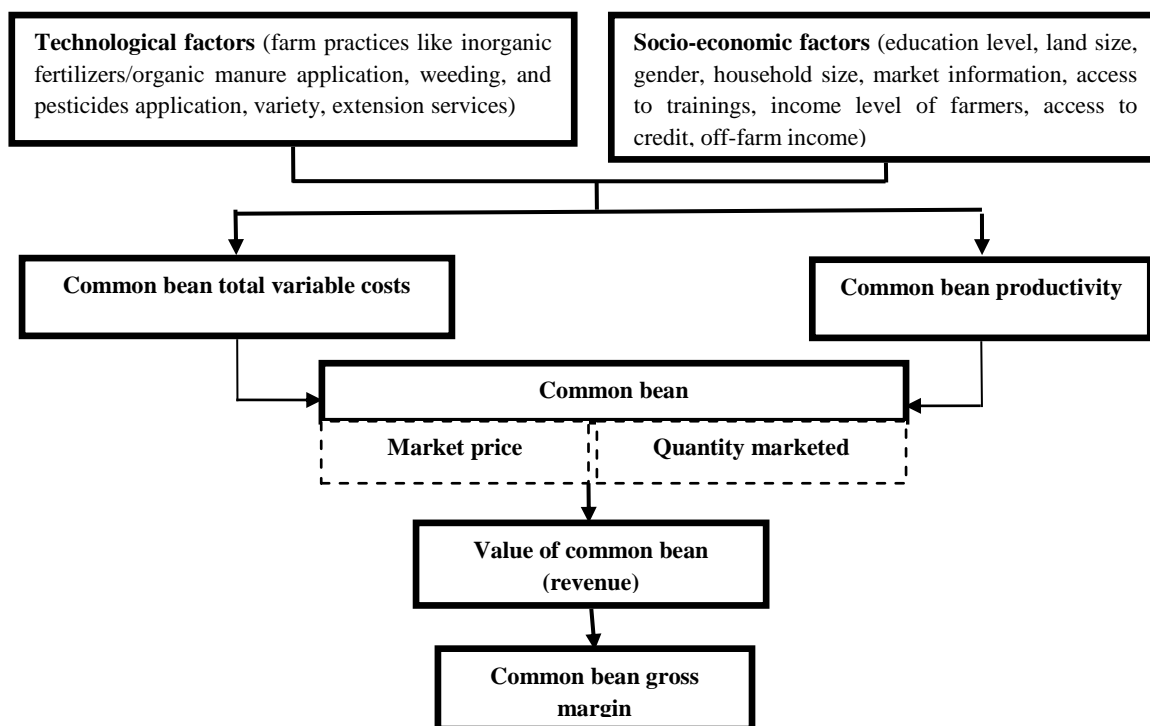 Technological factors (farm practices like inorganic
fertilizers/organic manure application, weeding, and
pesticides application, variety, extension services)
Socio-economic factors (education level, land size,
gender, household size, market information, access
to trainings, income level of farmers, access to
credit, off-farm income)
Common bean total variable costs
Common bean productivity
Common bean
Market price
Quantity marketed
Value of common bean
(revenue)
Common bean gross
margin